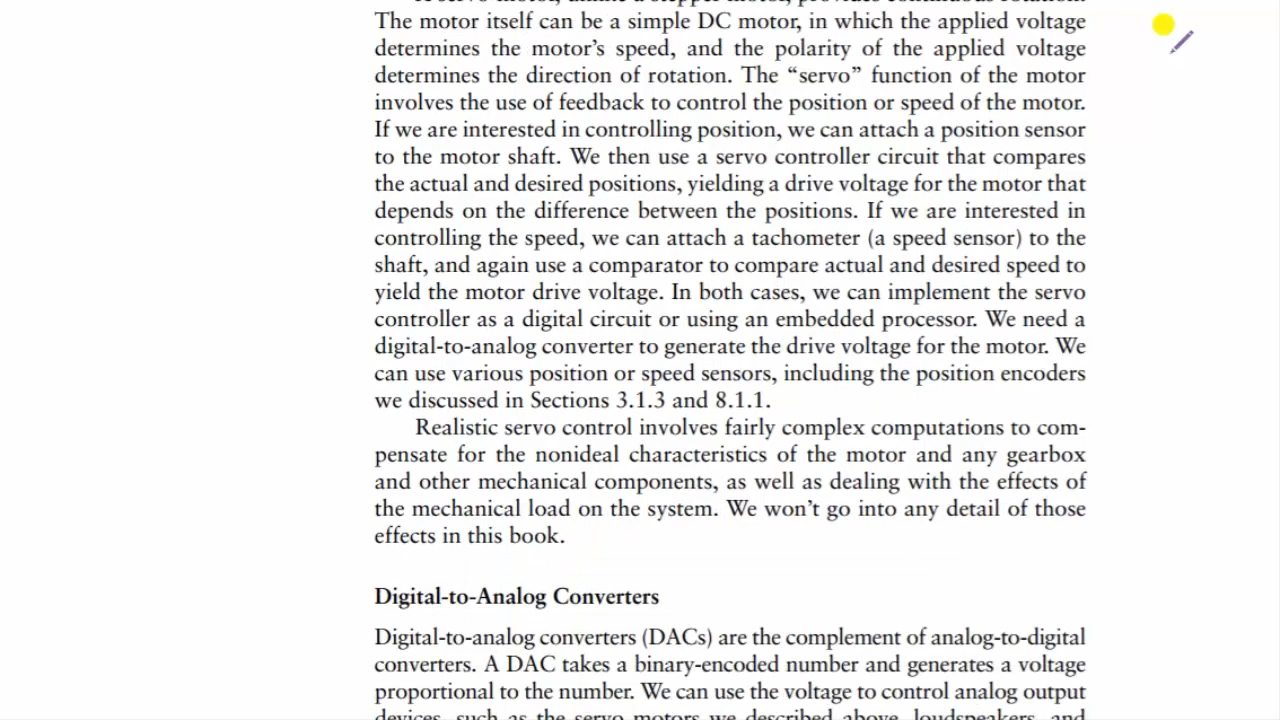 The motor itself can be a simple DC motor, in which the applied voltage
determines the motor's speed, and the polarity of the applied voltage
determines the direction of rotation. The “servo” function of the motor
involves the use of feedback to control the position or speed of the motor.
If we are interested in controlling position, we can attach a position sensor
to the motor shaft. We then use a servo controller circuit that compares
the actual and desired positions, yielding a drive voltage for the motor that
depends on the difference between the positions. If we are interested in
controlling the speed, we can attach a tachometer (a speed sensor) to the
shaft, and again use a comparator to compare actual and desired speed to
yield the motor drive voltage. In both cases, we can implement the servo
controller as a digital circuit or using an embedded processor. We need a
digital-to-analog converter to generate the drive voltage for the motor. We
can use various position or speed sensors, including the position encoders
we discussed in Sections 3.1.3 and 8.1.1.
Realistic servo control involves fairly complex computations to com-
pensate for the nonideal characteristics of the motor and any gearbox
and other mechanical components, as well as dealing with the effects of
the mechanical load on the system. We won't go into any detail of those
effects in this book.
Digital-to-Analog Converters
Digital-to-analog converters (DACs) are the complement of analog-to-digital
converters. A DAC takes a binary-encoded number and generates a voltage
proportional to the number. We can use the voltage to control analog output
devices, such as the servo motors we described above, loudspeakers, and